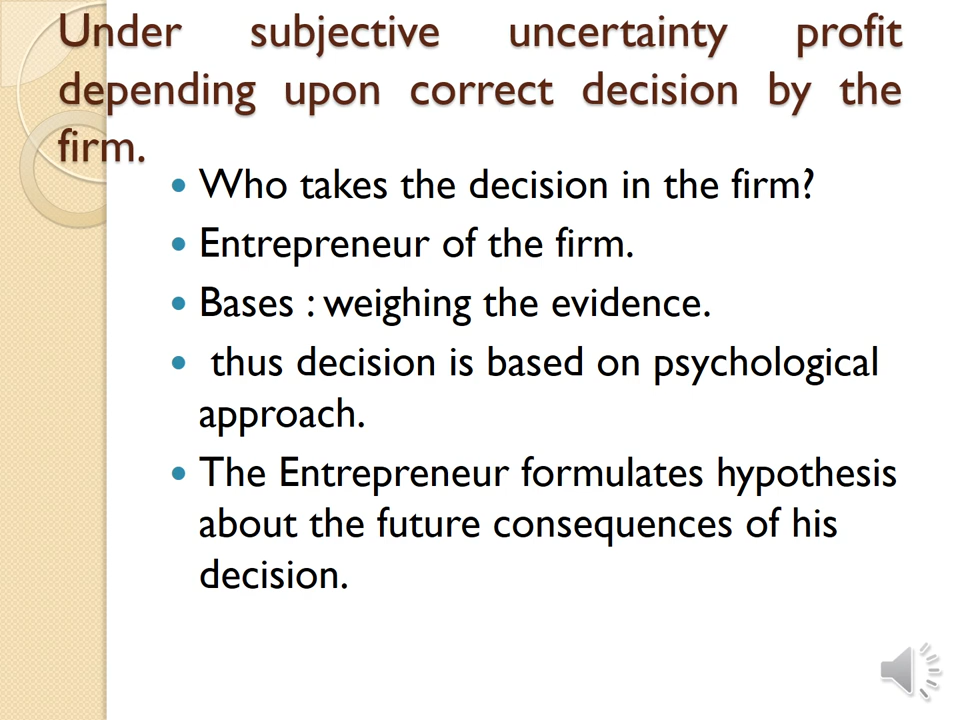 Under subjective uncertainty profit
depending upon correct decision by the
firm.
• Who takes the decision in the firm?
• Entrepreneur of the firm.
• Bases : weighing the evidence.
• thus decision is based on psychological
approach.
• The Entrepreneur formulates hypothesis
about the future consequences of his
decision.